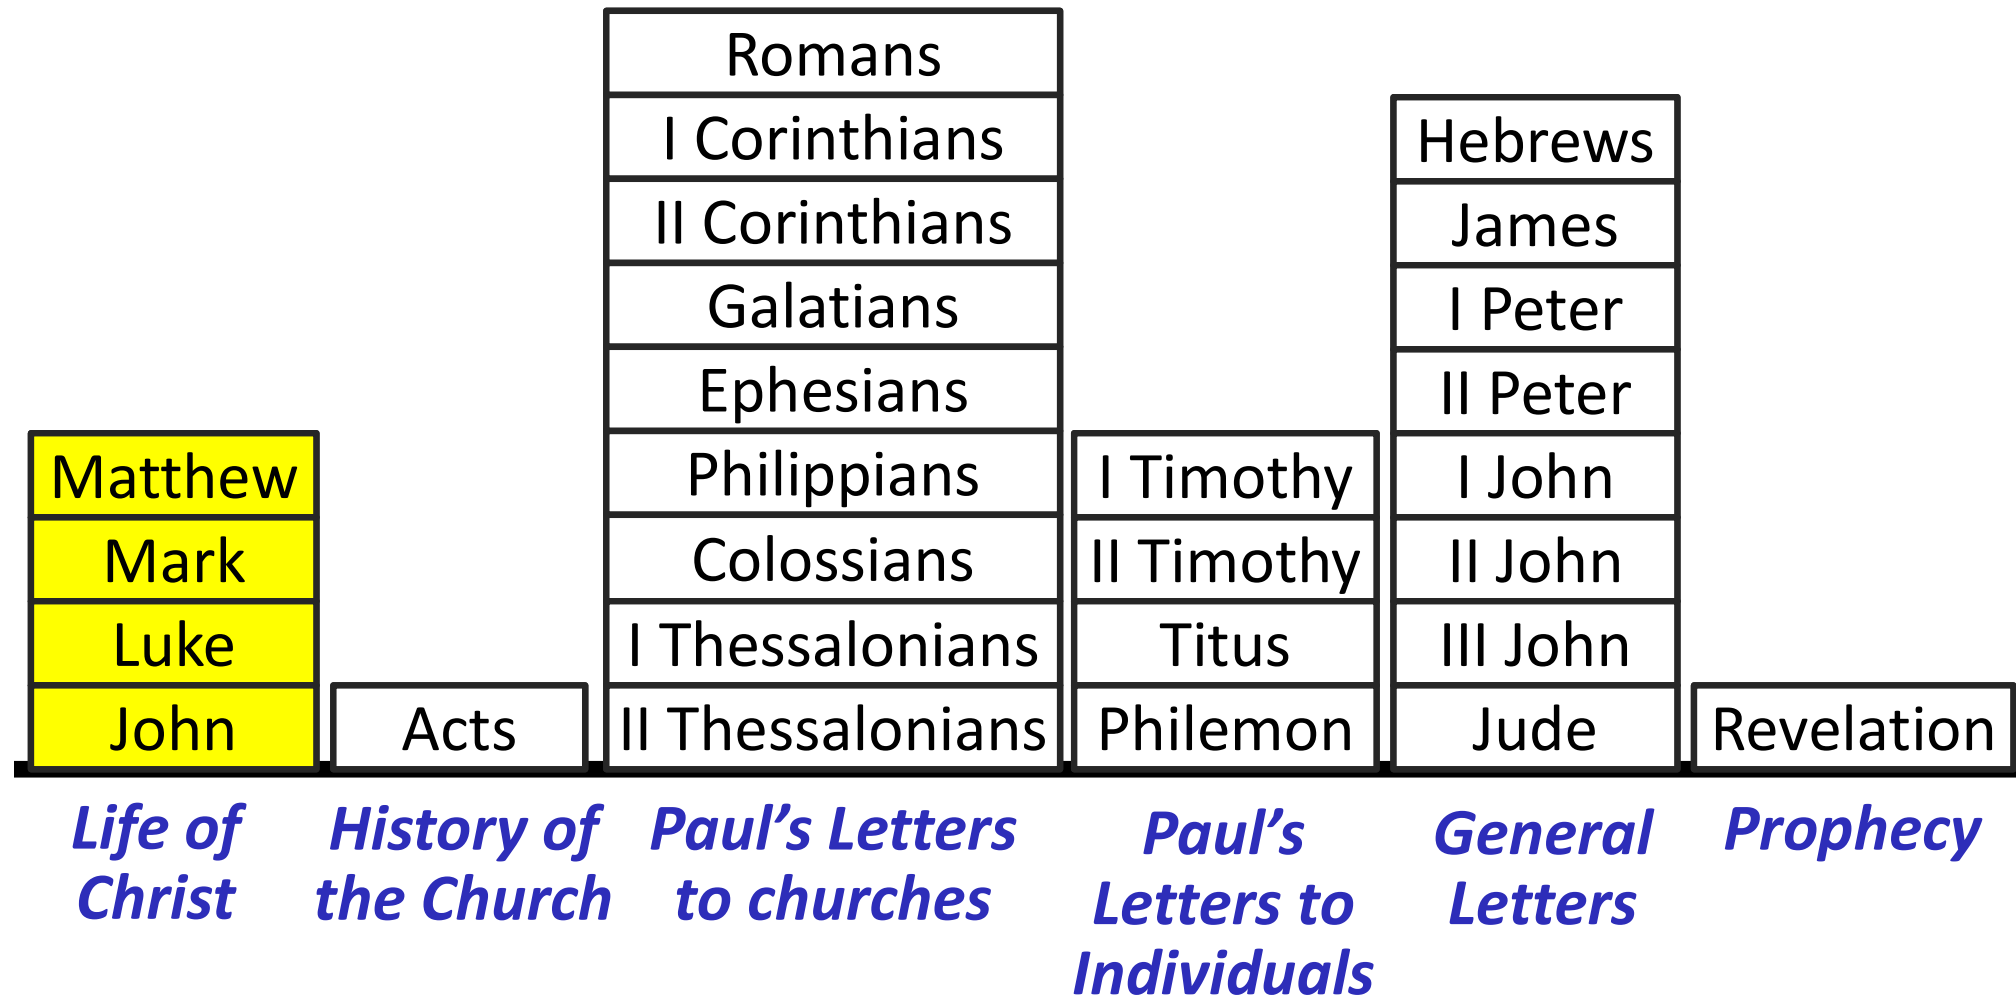 Matthew
Mark
Luke
John
Life of
Christ
Acts
History of
the Church
Romans
I Corinthians
II Corinthians
Galatians
Ephesians
Philippians
Colossians
I Thessalonians
II Thessalonians
Paul’s Letters
to churches
I Timothy
II Timothy
Titus
Philemon
Paul’s
Letters to
Individuals
Hebrews
James
I Peter
II Peter
I John
II John
III John
Jude
General
Letters
Revelation
Prophecy